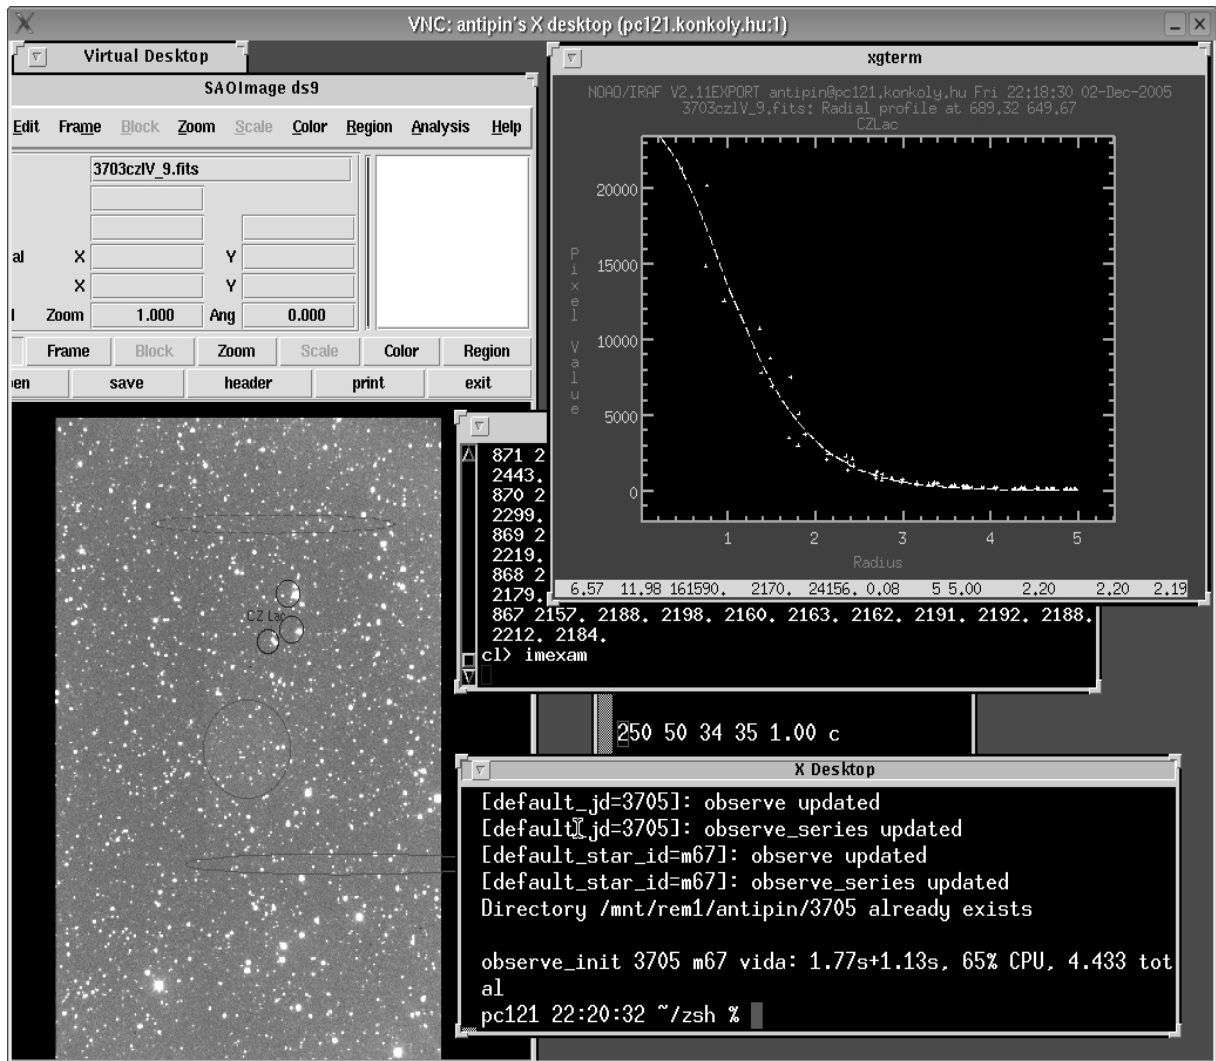 VNC: antipin's X desktop (pc121.konkoly.hu:1)
Virtual Desktop
SAOImage ds9
Edit Frame Block Zoom Scale Color Region Analysis Help
3703czlV_9.fits
al X Y
X Y
l Zoom 1.000 Ang 0.000
Frame Block Zoom Scale Color Region
en save header print exit
CZ Lac
xgterm
NOAO/IRAF V2.11EXPORT antipin@pc121.konkoly.hu Fri 22:18:30 02-Dec-2005
3703czlV_9.fits: Radial profile at 689.32 649.67
CZLac
Pixel Value
20000
15000
10000
5000
0
1 2 3 4 5
Radius
6.57 11.98 161590. 2170. 24156. 0.08 5 5.00 2.20 2.20 2.19
871 2
2443.
870 2
2299.
869 2
2219.
868 2
2179.
867 2157. 2188. 2198. 2160. 2163. 2162. 2191. 2192. 2188.
2212. 2184.
cl> imexam
250 50 34 35 1.00 c
X Desktop
[default_jd=3705]: observe updated
[default_jd=3705]: observe_series updated
[default_star_id=m67]: observe updated
[default_star_id=m67]: observe_series updated
Directory /mnt/rem1/antipin/3705 already exists
observe_init 3705 m67 vida: 1.77s+1.13s, 65% CPU, 4.433 tot
al
pc121 22:20:32 ~/zsh %